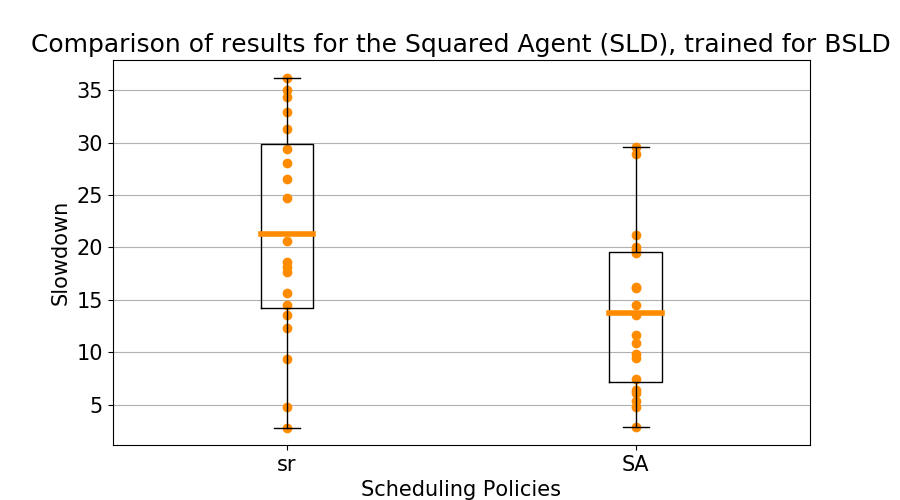 Comparison of results for the Squared Agent (SLD), trained for BSLD
35
30
25
20
15
10
5
Slowdown
sr
SA
Scheduling Policies